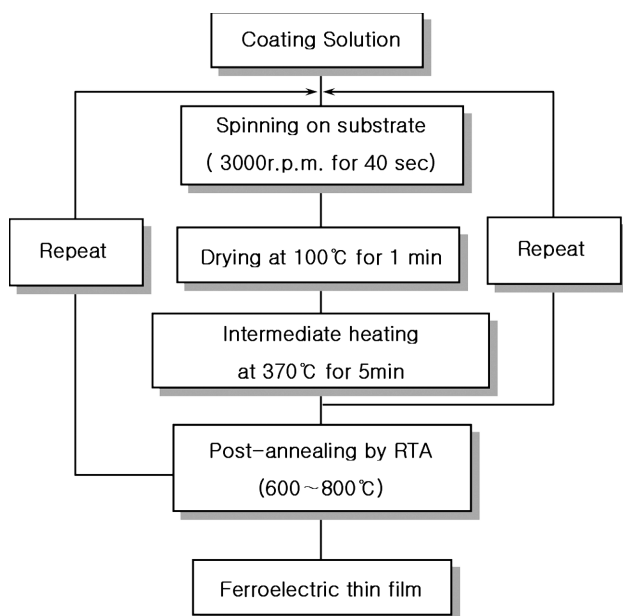 Coating Solution
Spinning on substrate
( 3000r.p.m. for 40 sec)
Repeat
Drying at 100℃ for 1 min
Repeat
Intermediate heating
at 370℃ for 5min
Post-annealing by RTA
(600~800℃)
Ferroelectric thin film